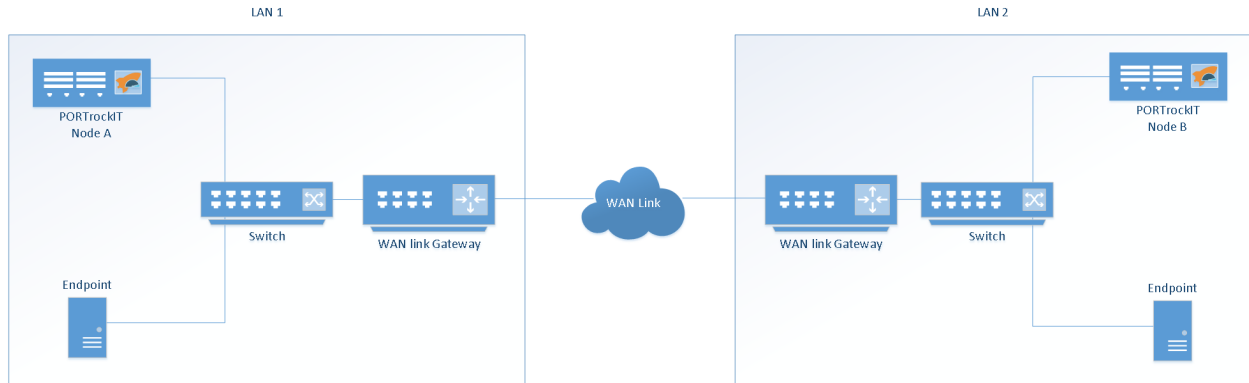 LAN 1
LAN 2
PORTrockIT
Node A
PORTrockIT
Node B
Switch
WAN link Gateway
WAN Link
WAN link Gateway
Switch
Endpoint
Endpoint